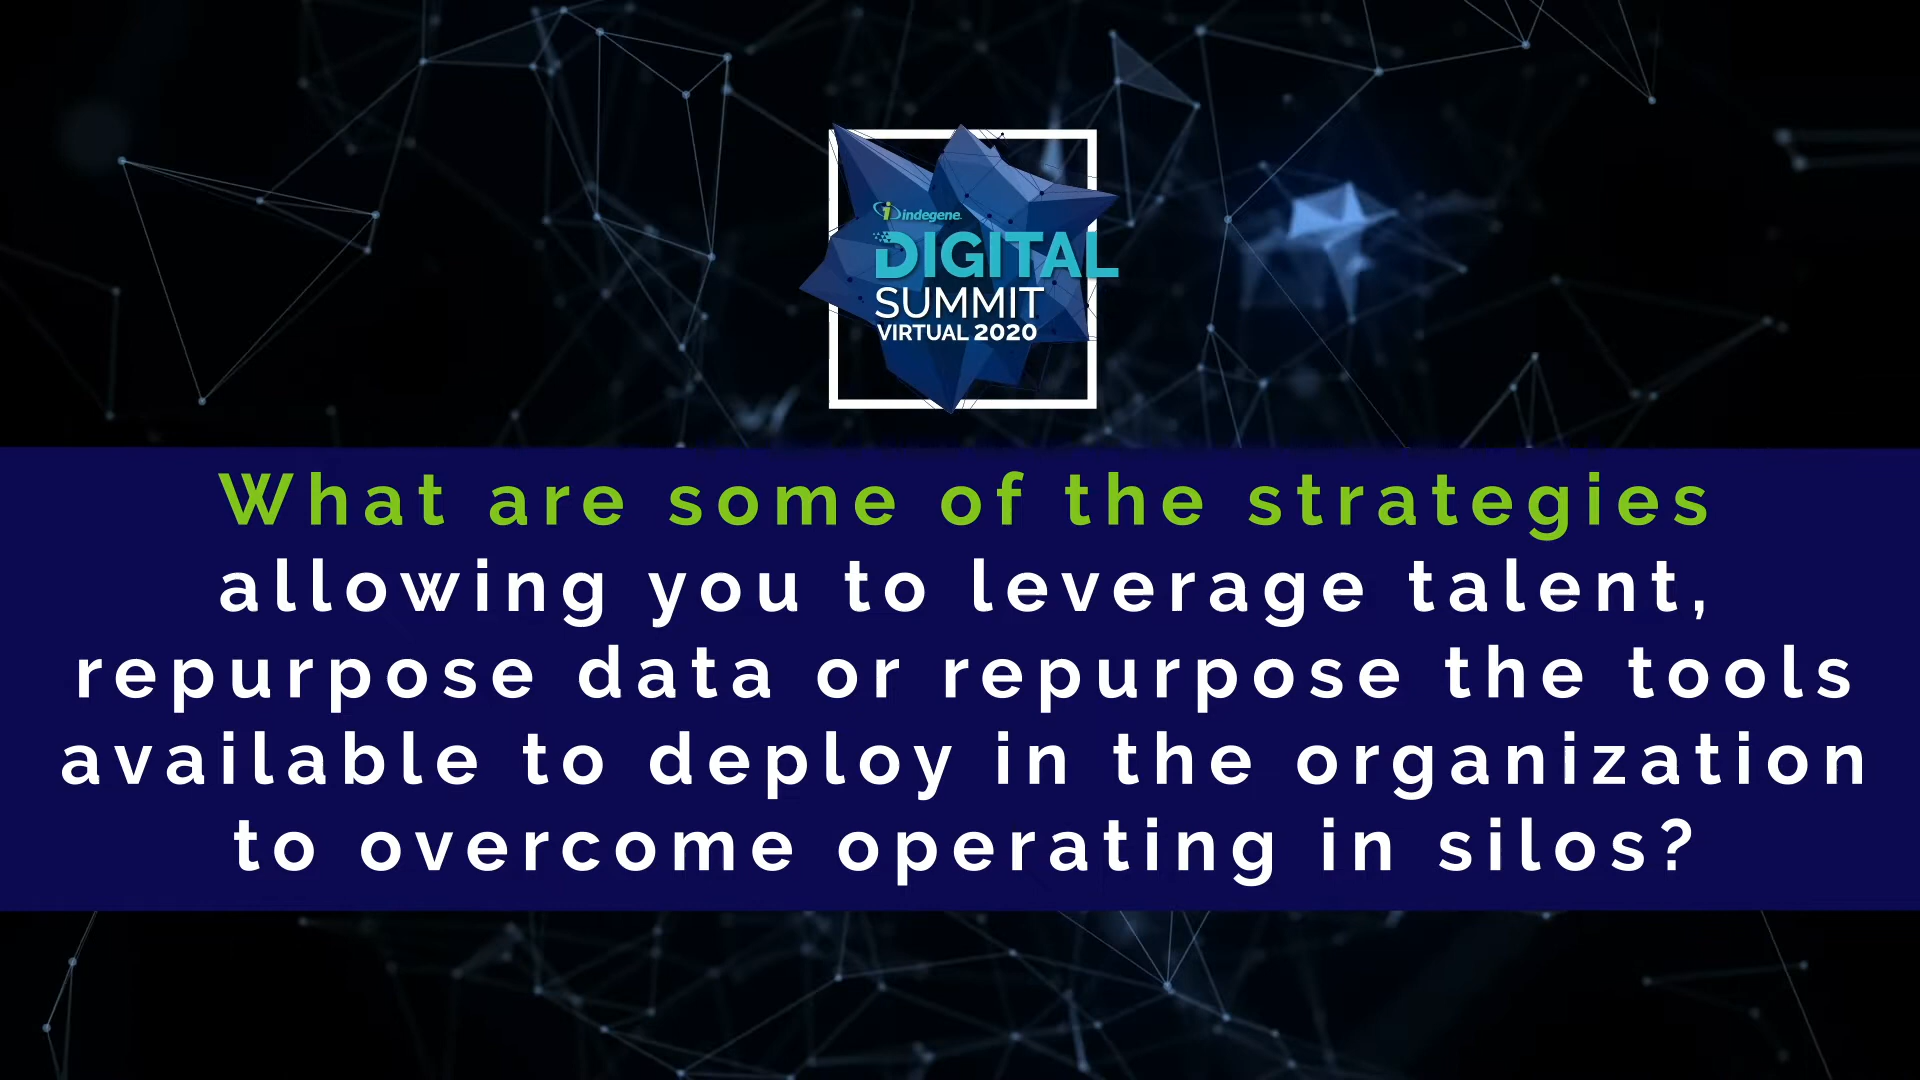 indegene
DIGITAL
SUMMIT
VIRTUAL 2020
What are some of the strategies
allowing you to leverage talent,
repurpose data or repurpose the tools
available to deploy in the organization
to overcome operating in silos?